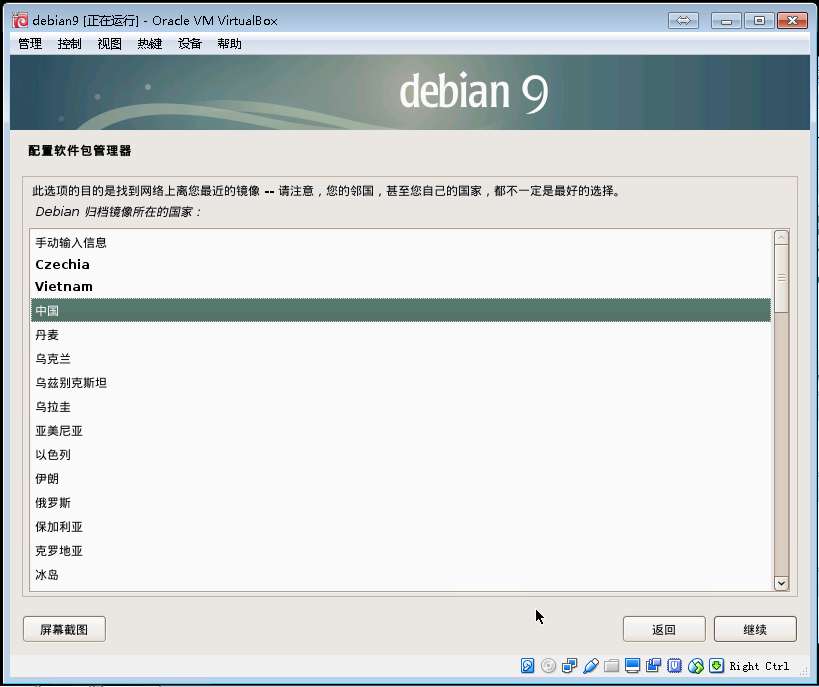 debian9 [正在运行] - Oracle VM VirtualBox
管理 控制 视图 热键 设备 帮助
debian 9
配置软件包管理器
此选项的目的是找到网络上离您最近的镜像 -- 请注意，您的邻国，甚至您自己的国家，都不一定是最好的选择。
Debian 归档镜像所在的国家：
手动输入信息
Czechia
Vietnam
中国
丹麦
乌克兰
乌兹别克斯坦
乌拉圭
亚美尼亚
以色列
伊朗
俄罗斯
保加利亚
克罗地亚
冰岛
屏幕截图 返回 继续
Right Ctrl